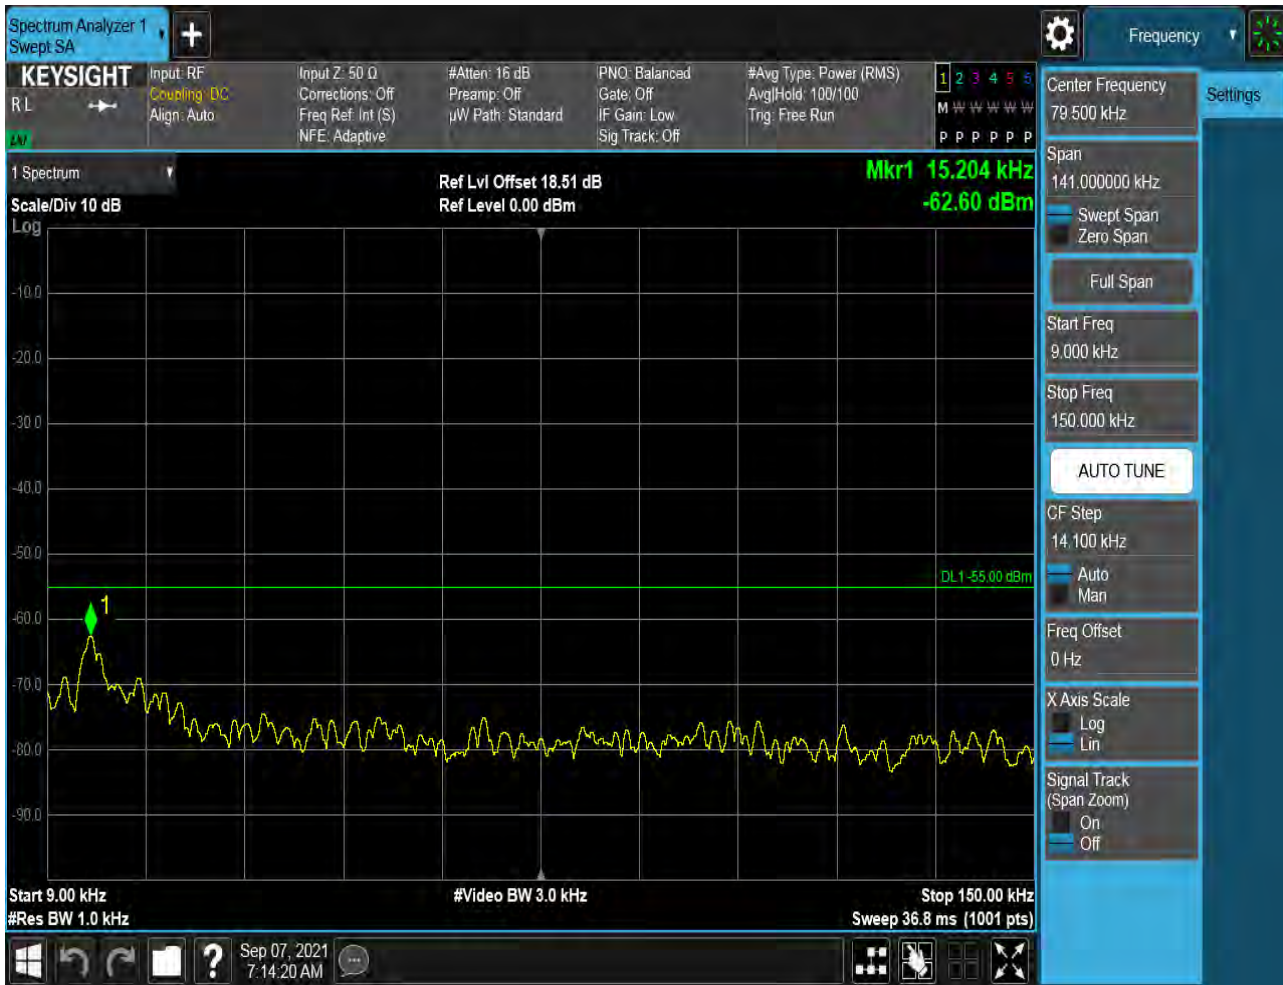 Spectrum Analyzer 1
Swept SA
+
Frequency
KEYSIGHT
R L
Input: RF
Coupling: DC
Align: Auto
Input Z: 50 Ω
Corrections: Off
Freq Ref: Int (S)
NFE: Adaptive
#Atten: 16 dB
Preamp: Off
µW Path: Standard
PNO: Balanced
Gate: Off
IF Gain: Low
Sig Track: Off
#Avg Type: Power (RMS)
Avg|Hold: 100/100
Trig: Free Run
1 2 3 4 5 6
M W W W W W
P P P P P P
1 Spectrum
Scale/Div 10 dB
Ref Lvl Offset 18.51 dB
Ref Level 0.00 dBm
Mkr1 15.204 kHz
-62.60 dBm
Log
-10.0
-20.0
-30.0
-40.0
-50.0
-60.0
-70.0
-80.0
-90.0
DL1 -55.00 dBm
1
Start 9.00 kHz
#Video BW 3.0 kHz
Stop 150.00 kHz
#Res BW 1.0 kHz
Sweep 36.8 ms (1001 pts)
Center Frequency
79.500 kHz
Settings
Span
141.000000 kHz
Swept Span
Zero Span
Full Span
Start Freq
9.000 kHz
Stop Freq
150.000 kHz
AUTO TUNE
CF Step
14.100 kHz
Auto
Man
Freq Offset
0 Hz
X Axis Scale
Log
Lin
Signal Track
(Span Zoom)
On
Off
?
Sep 07, 2021
7:14:20 AM